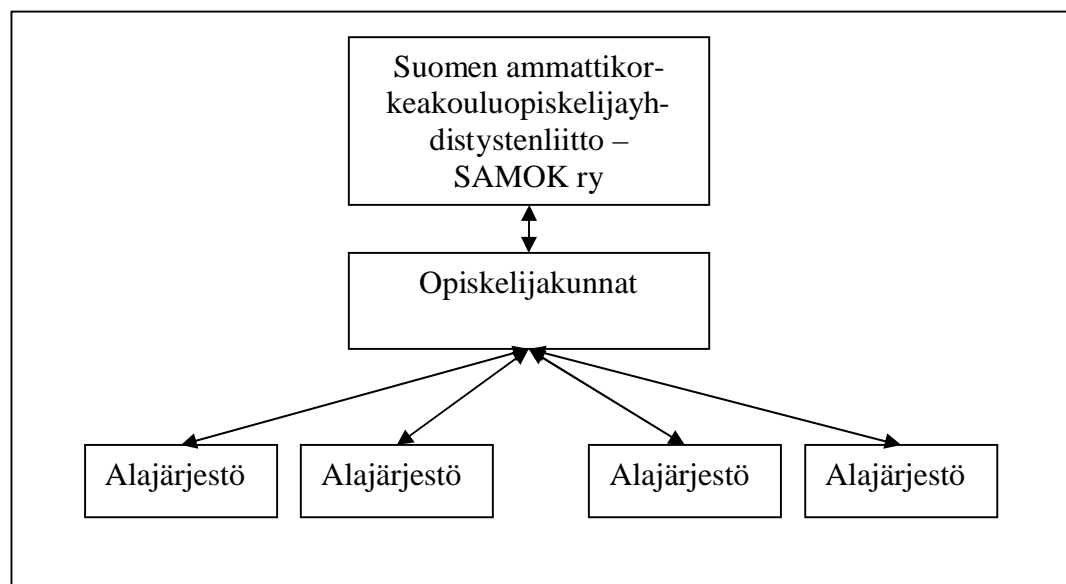 Suomen ammattikor-
keakouluopiskelijayh-
distystenliitto –
SAMOK ry
Opiskelijakunnat
Alajärjestö
Alajärjestö
Alajärjestö
Alajärjestö